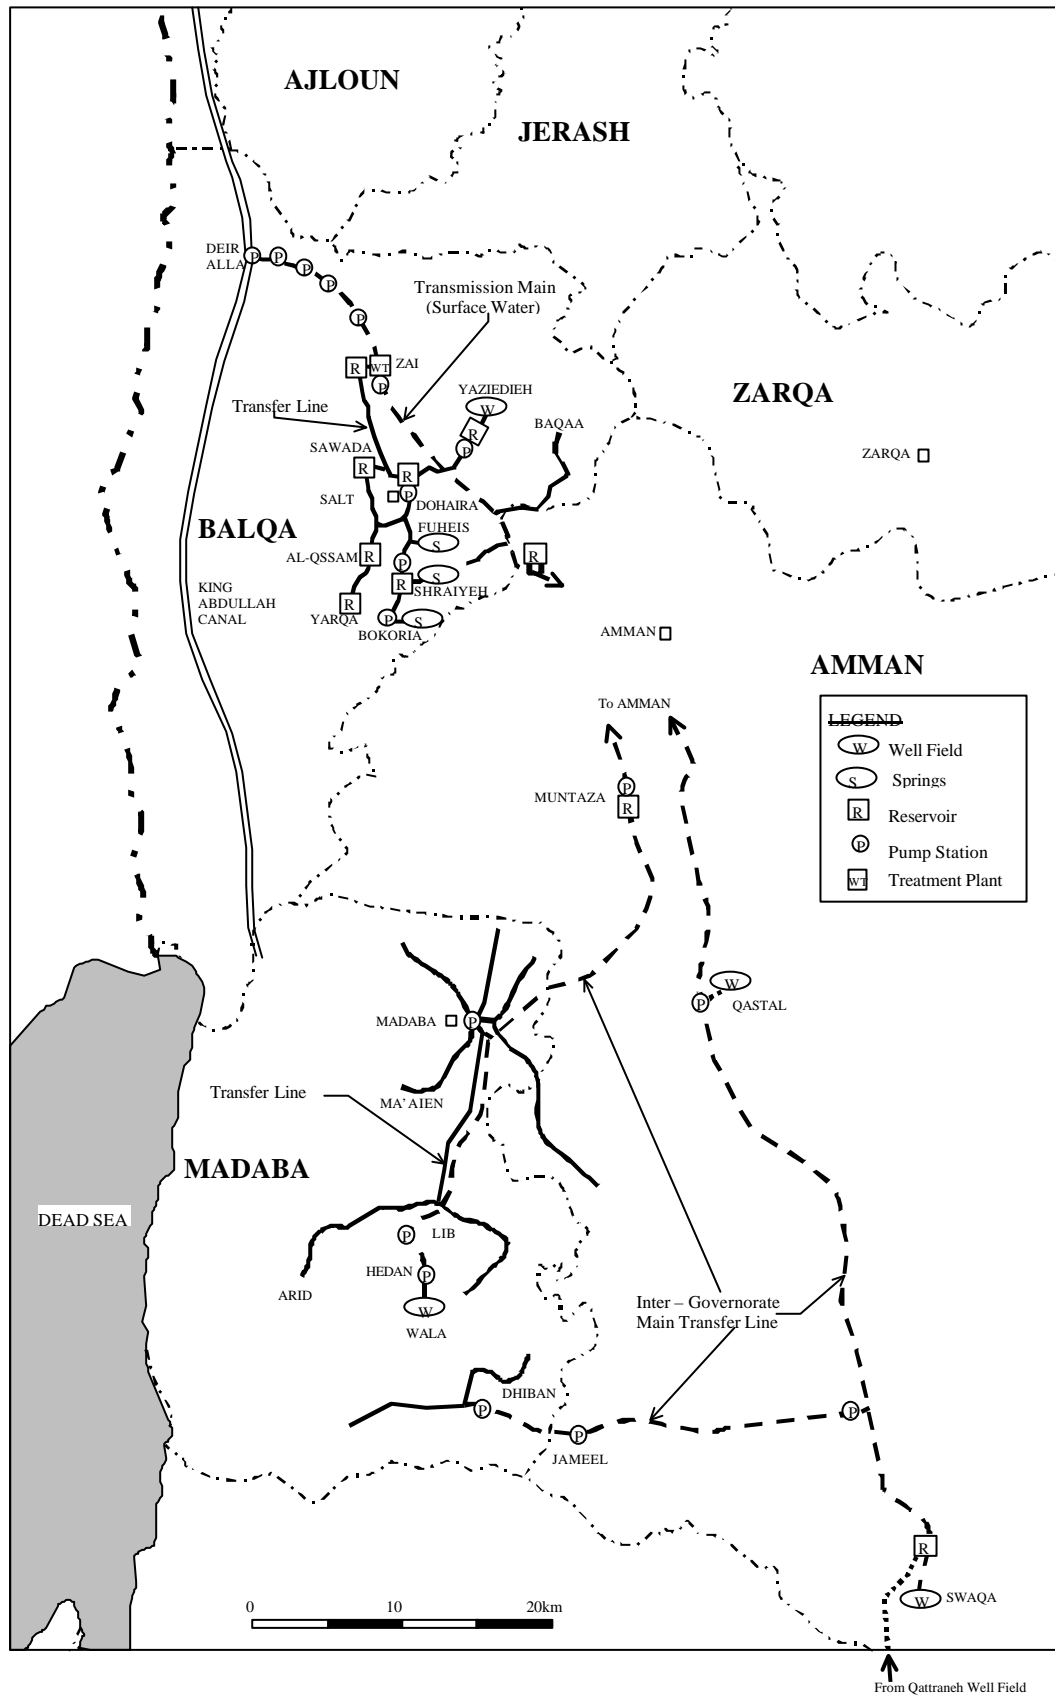 AJLOUN
JERASH
DEIR
ALLA
P
P
P
P
P
Transmission Main
(Surface Water)
R
WT
ZAI
P
YAZIEDIEH
W
ZARQA
Transfer Line
R
BAQAA
P
SAWADA
ZARQA
R
R
SALT
P
DOHAIRA
BALQA
FUHEIS
S
AL-QSSAM
R
R
P
S
KING
ABDULLAH
CANAL
R
SHRAIYEH
R
YARQA
P
S
BOKORIA
AMMAN
AMMAN
To AMMAN
LEGEND
W
Well Field
S
Springs
R
Reservoir
P
Pump Station
WT
Treatment Plant
P
MUNTAZA
R
W
P
QASTAL
MADABA
P
Transfer Line
MA'AIEN
MADABA
DEAD SEA
P
LIB
HEDAN
P
ARID
W
WALA
Inter – Governorate
Main Transfer Line
DHIBAN
P
P
P
JAMEEL
R
W
SWAQA
0
10
20km
From Qattraneh Well Field